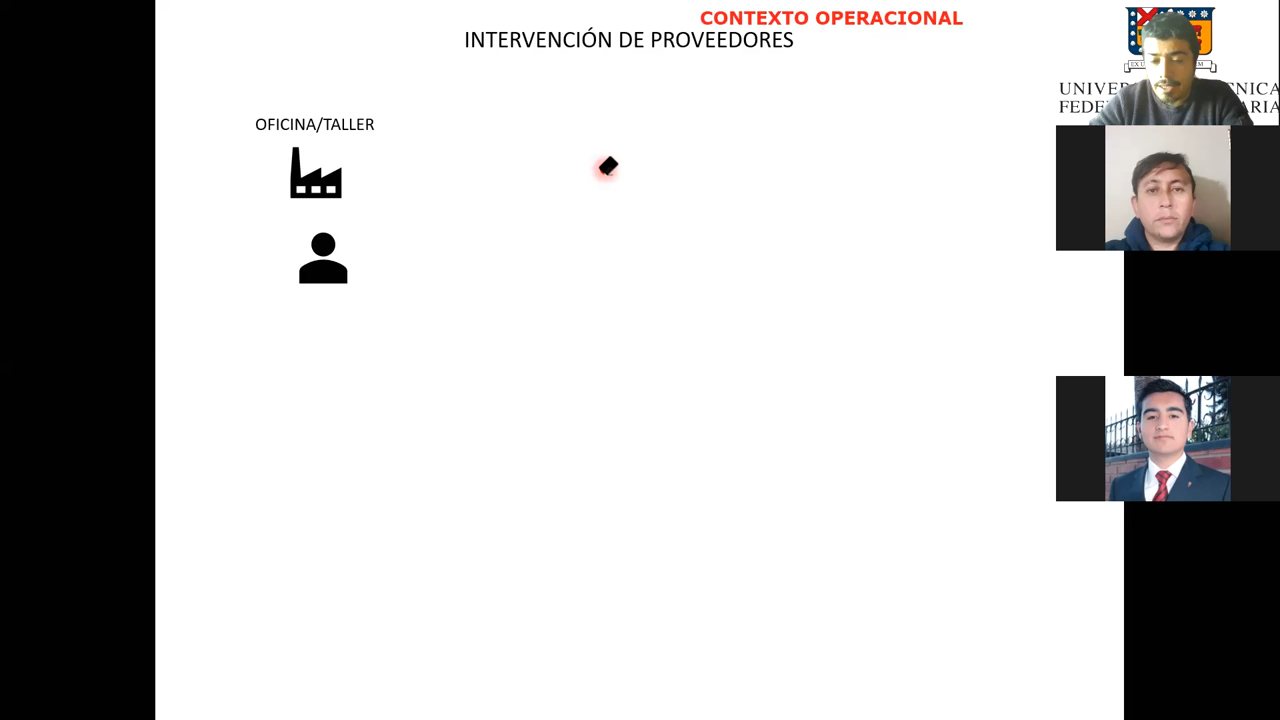 CONTEXTO OPERACIONAL
INTERVENCIÓN DE PROVEEDORES
OFICINA/TALLER